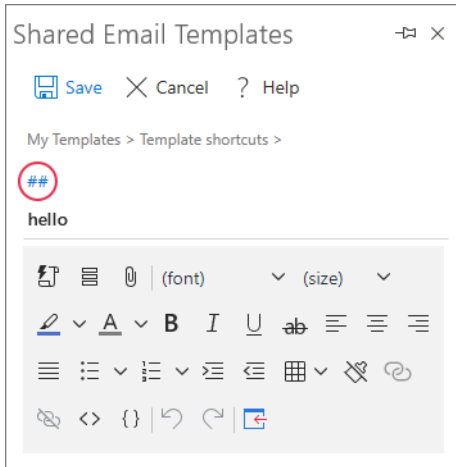 Shared Email Templates
Save Cancel ? Help
My Templates > Template shortcuts >
##
hello
(font) (size)
A B I U ab
<> {}